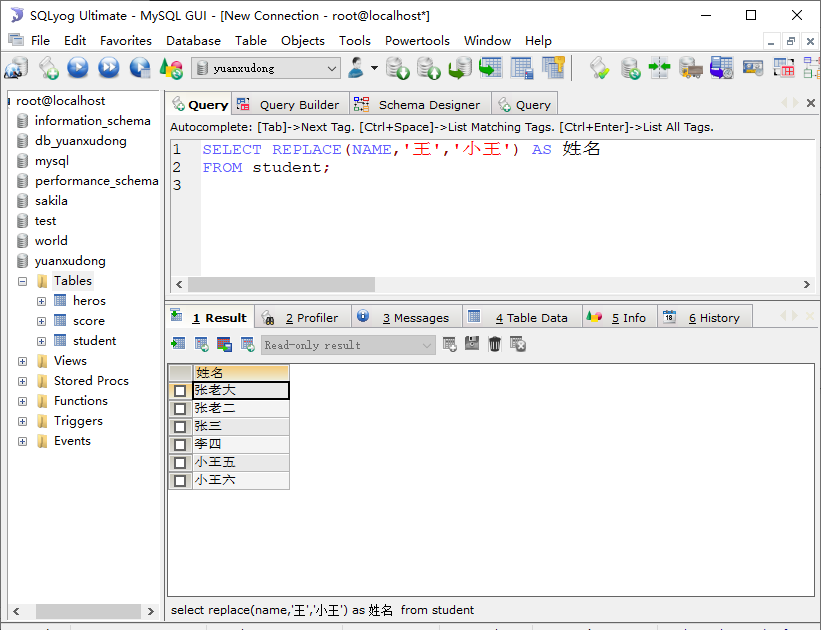 SQLyog Ultimate - MySQL GUI - [New Connection - root@localhost*]
File Edit Favorites Database Table Objects Tools Powertools Window Help
yuanxudong
root@localhost
information_schema
db_yuanxudong
mysql
performance_schema
sakila
test
world
yuanxudong
Tables
heros
score
student
Views
Stored Procs
Functions
Triggers
Events
Query Query Builder Schema Designer Query
Autocomplete: [Tab]->Next Tag. [Ctrl+Space]->List Matching Tags. [Ctrl+Enter]->List All Tags.
1 SELECT REPLACE(NAME,'王','小王') AS 姓名
2 FROM student;
3
1 Result 2 Profiler 3 Messages 4 Table Data 5 Info 6 History
Read-only result
姓名
张老大
张老二
张三
李四
小王五
小王六
select replace(name,'王','小王') as 姓名 from student